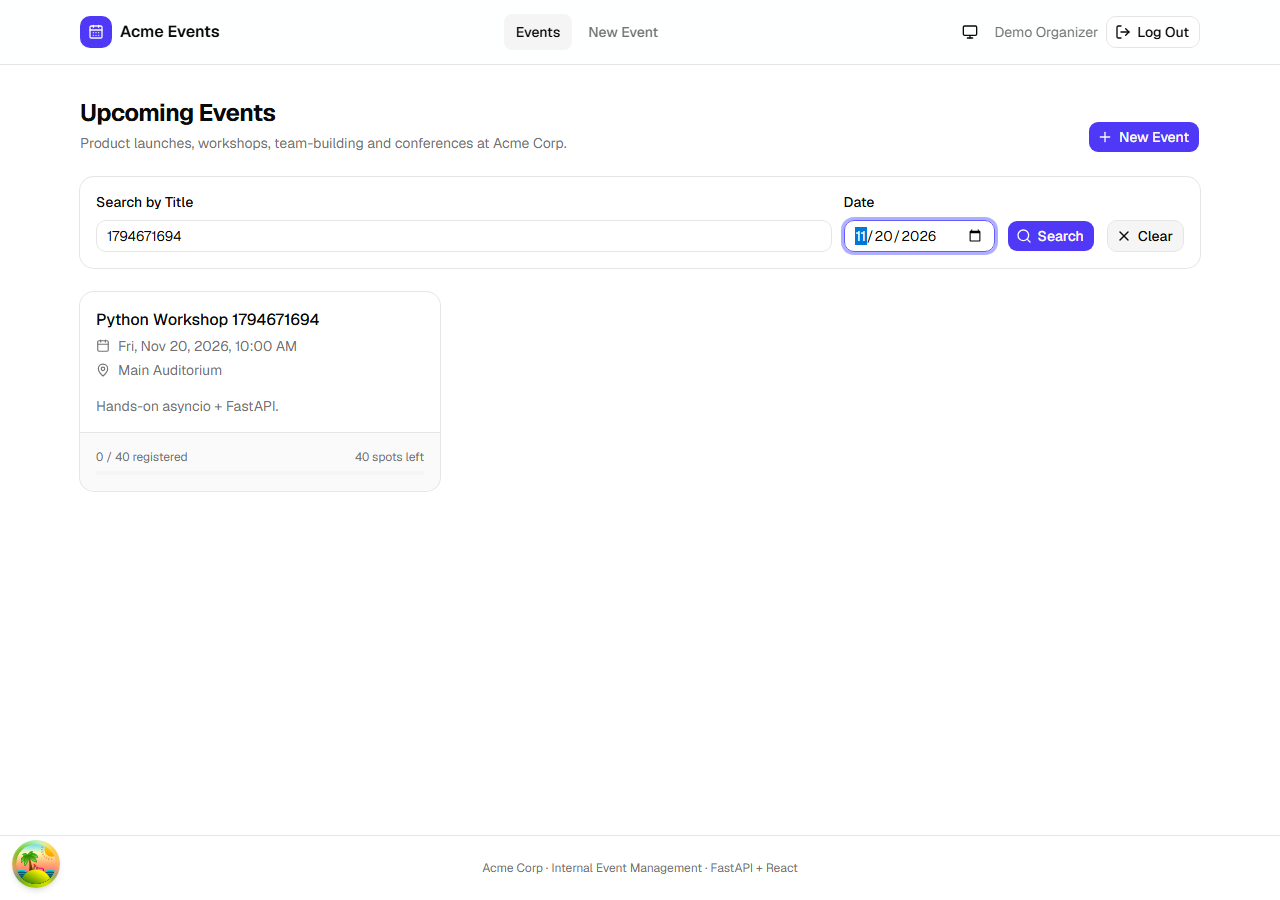 Acme Events
Events
New Event
Demo Organizer
Log Out
Upcoming Events
Product launches, workshops, team-building and conferences at Acme Corp.
New Event
Search by Title
Date
1794671694
11/20/2026
Search
Clear
Python Workshop 1794671694
Fri, Nov 20, 2026, 10:00 AM
Main Auditorium
Hands-on asyncio + FastAPI.
0 / 40 registered
40 spots left
Acme Corp · Internal Event Management · FastAPI + React